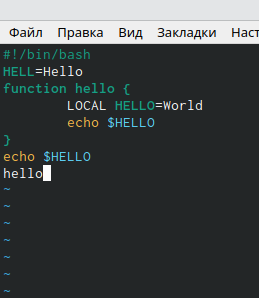 Файл Правка Вид Закладки Наст
#!/bin/bash
HELL=Hello
function hello {
        LOCAL HELLO=World
        echo $HELLO
}
echo $HELLO
hello
~
~
~
~
~
~
~